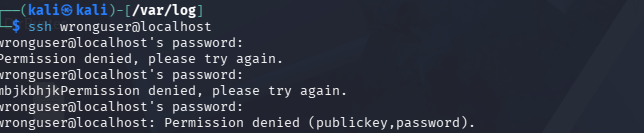 ┌──(kali㉿kali)-[/var/log]
└─$ ssh wronguser@localhost
wronguser@localhost's password:
Permission denied, please try again.
wronguser@localhost's password:
mbjkbhjkPermission denied, please try again.
wronguser@localhost's password:
wronguser@localhost: Permission denied (publickey,password).